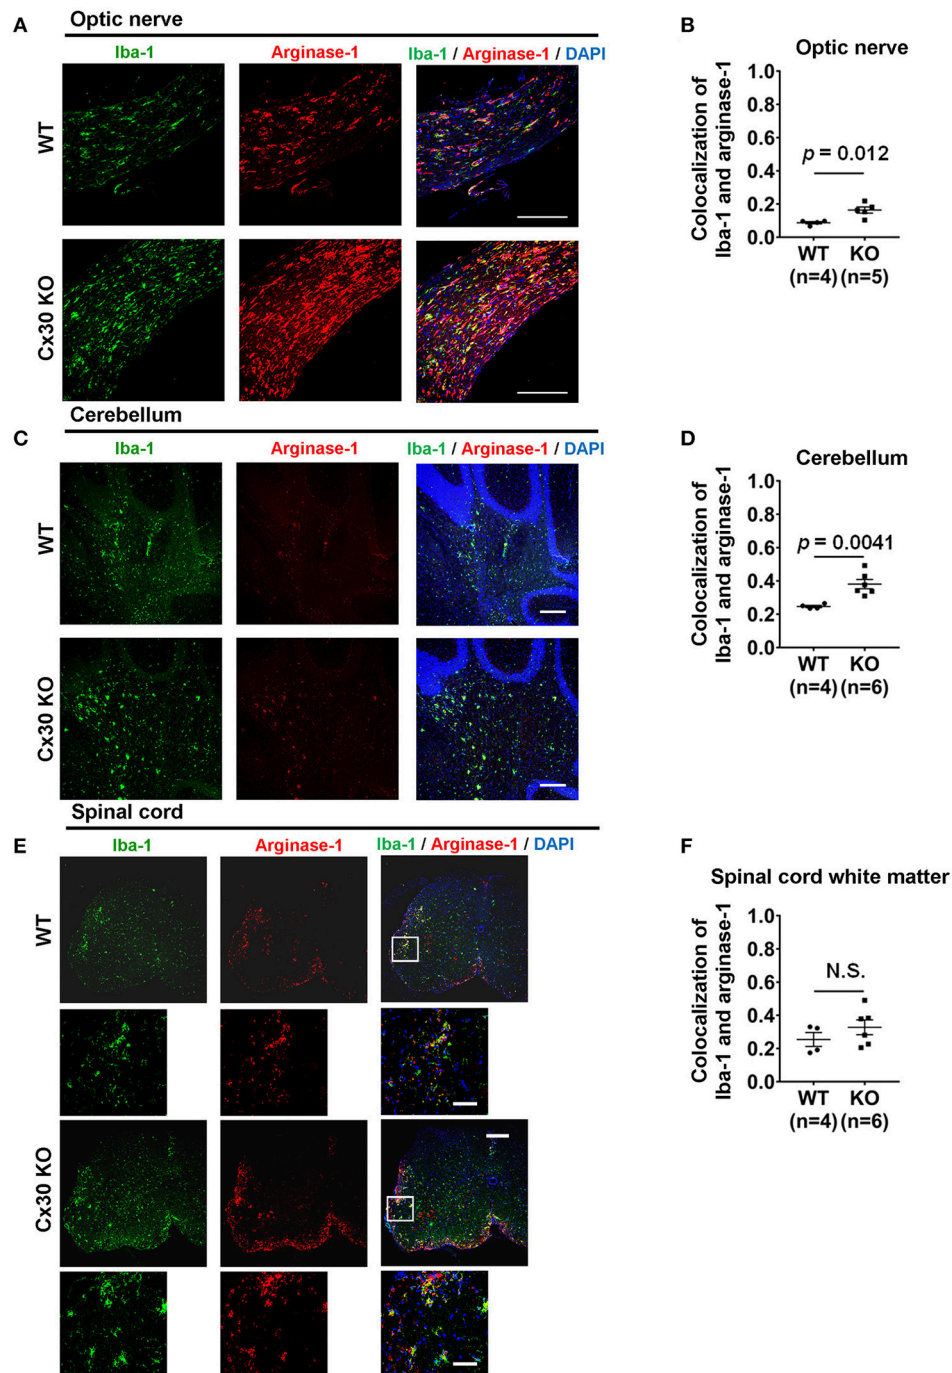 A
Optic nerve
Iba-1
Arginase-1
Iba-1 / Arginase-1 / DAPI
WT
Cx30 KO
B
Optic nerve
Colocalization of
Iba-1 and arginase-1
1.0
0.8
0.6
0.4
0.2
0.0
p = 0.012
WT
KO
(n=4)
(n=5)
C
Cerebellum
Iba-1
Arginase-1
Iba-1 / Arginase-1 / DAPI
WT
Cx30 KO
D
Cerebellum
Colocalization of
Iba-1 and arginase-1
1.0
0.8
0.6
0.4
0.2
0.0
p = 0.0041
WT
KO
(n=4)
(n=6)
E
Spinal cord
Iba-1
Arginase-1
Iba-1 / Arginase-1 / DAPI
WT
Cx30 KO
F
Spinal cord white matter
Colocalization of
Iba-1 and arginase-1
1.0
0.8
0.6
0.4
0.2
0.0
N.S.
WT
KO
(n=4)
(n=6)